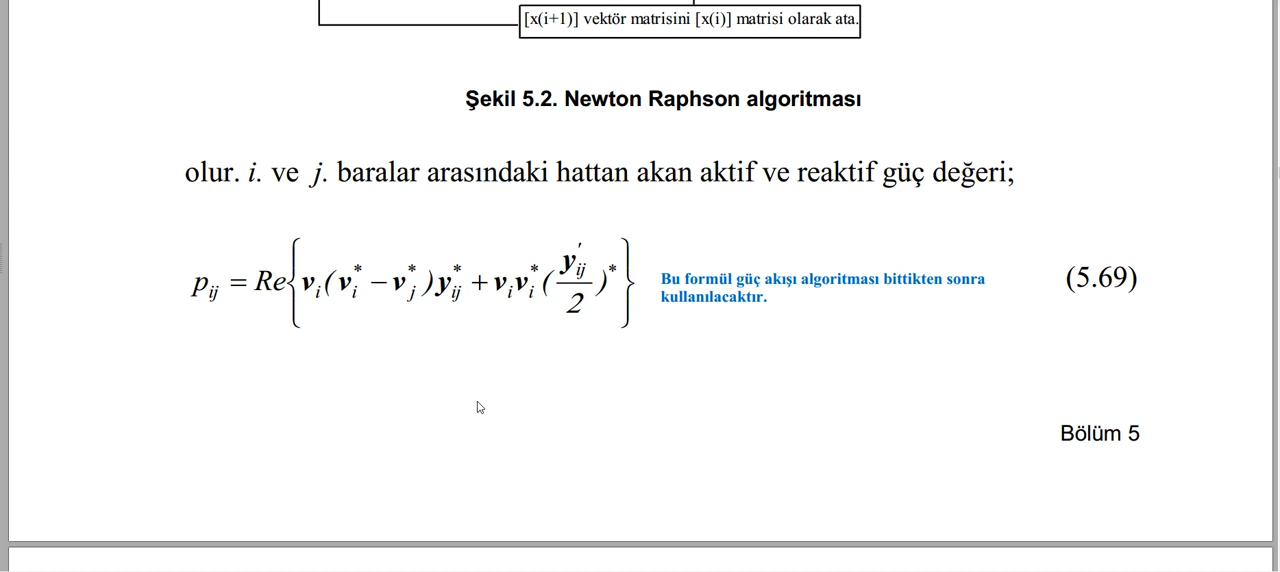 [x(i+1)] vektör matrisini [x(i)] matrisi olarak ata.
Şekil 5.2. Newton Raphson algoritması
olur. i. ve j. baralar arasındaki hattan akan aktif ve reaktif güç değeri;
p_ij = Re{v_i(v_i^* − v_j^*)y_ij^* + v_i v_i^*(y'_ij/2)^*} (5.69)
Bu formül güç akışı algoritması bittikten sonra
kullanılacaktır.
Bölüm 5